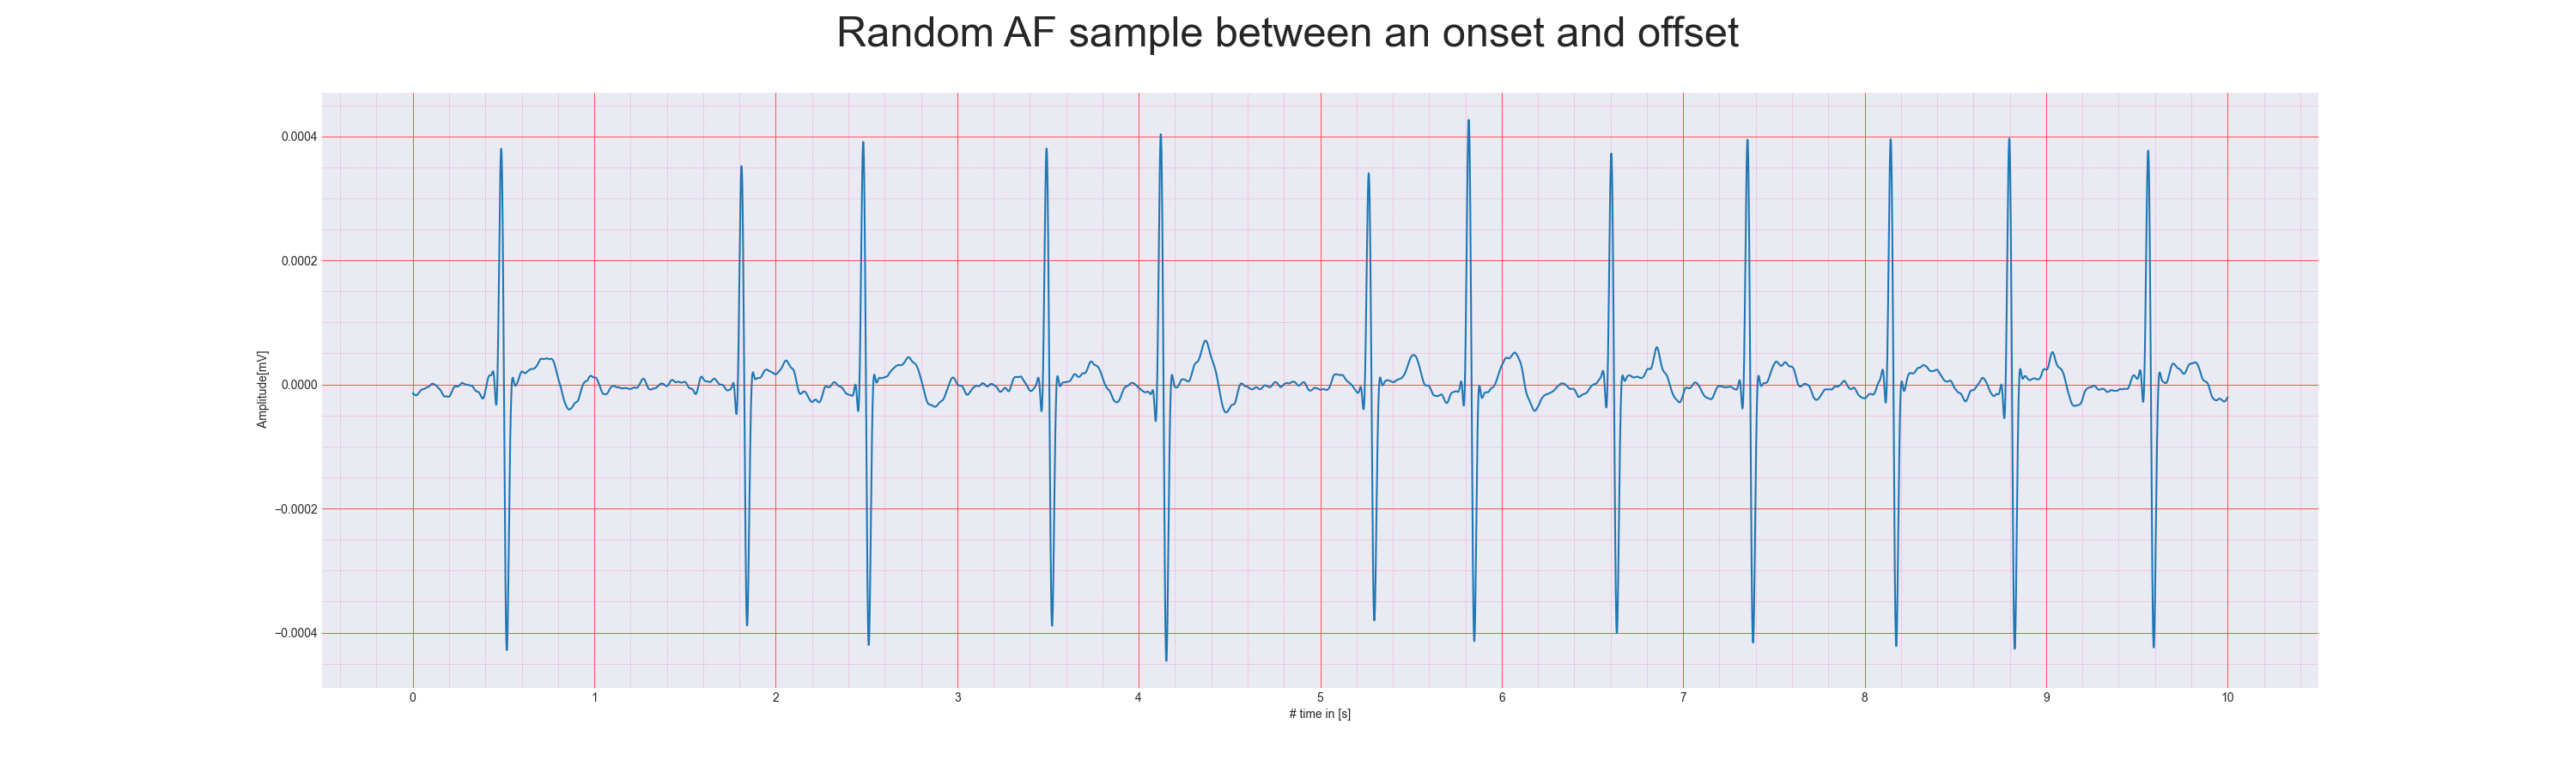 Random AF sample between an onset and offset
0.0004
0.0002
0.0000
−0.0002
−0.0004
Amplitude[mV]
0 1 2 3 4 5 6 7 8 9 10
# time in [s]